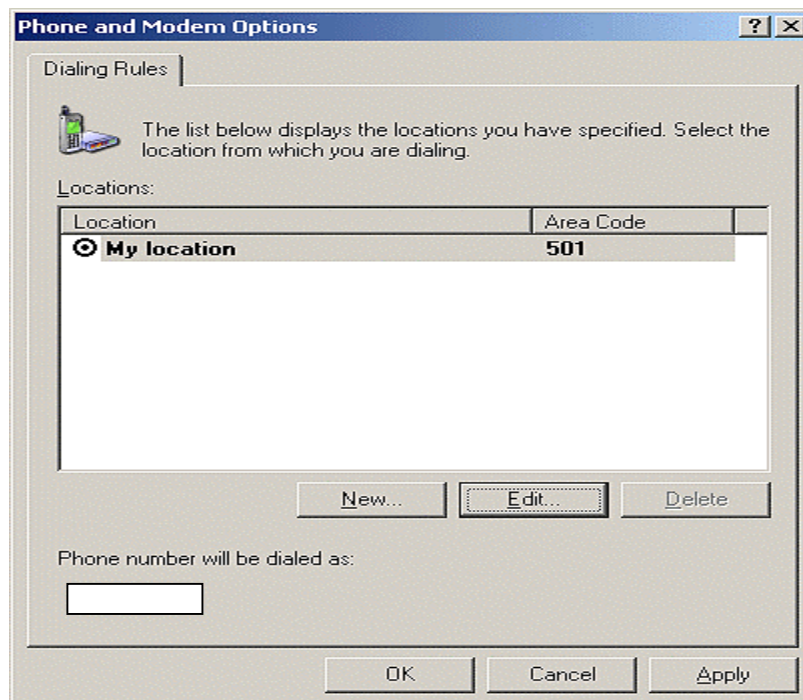 Phone and Modem Options
Dialing Rules
The list below displays the locations you have specified. Select the
location from which you are dialing.
Locations:
Location Area Code
My location 501
New... Edit... Delete
Phone number will be dialed as:
OK Cancel Apply